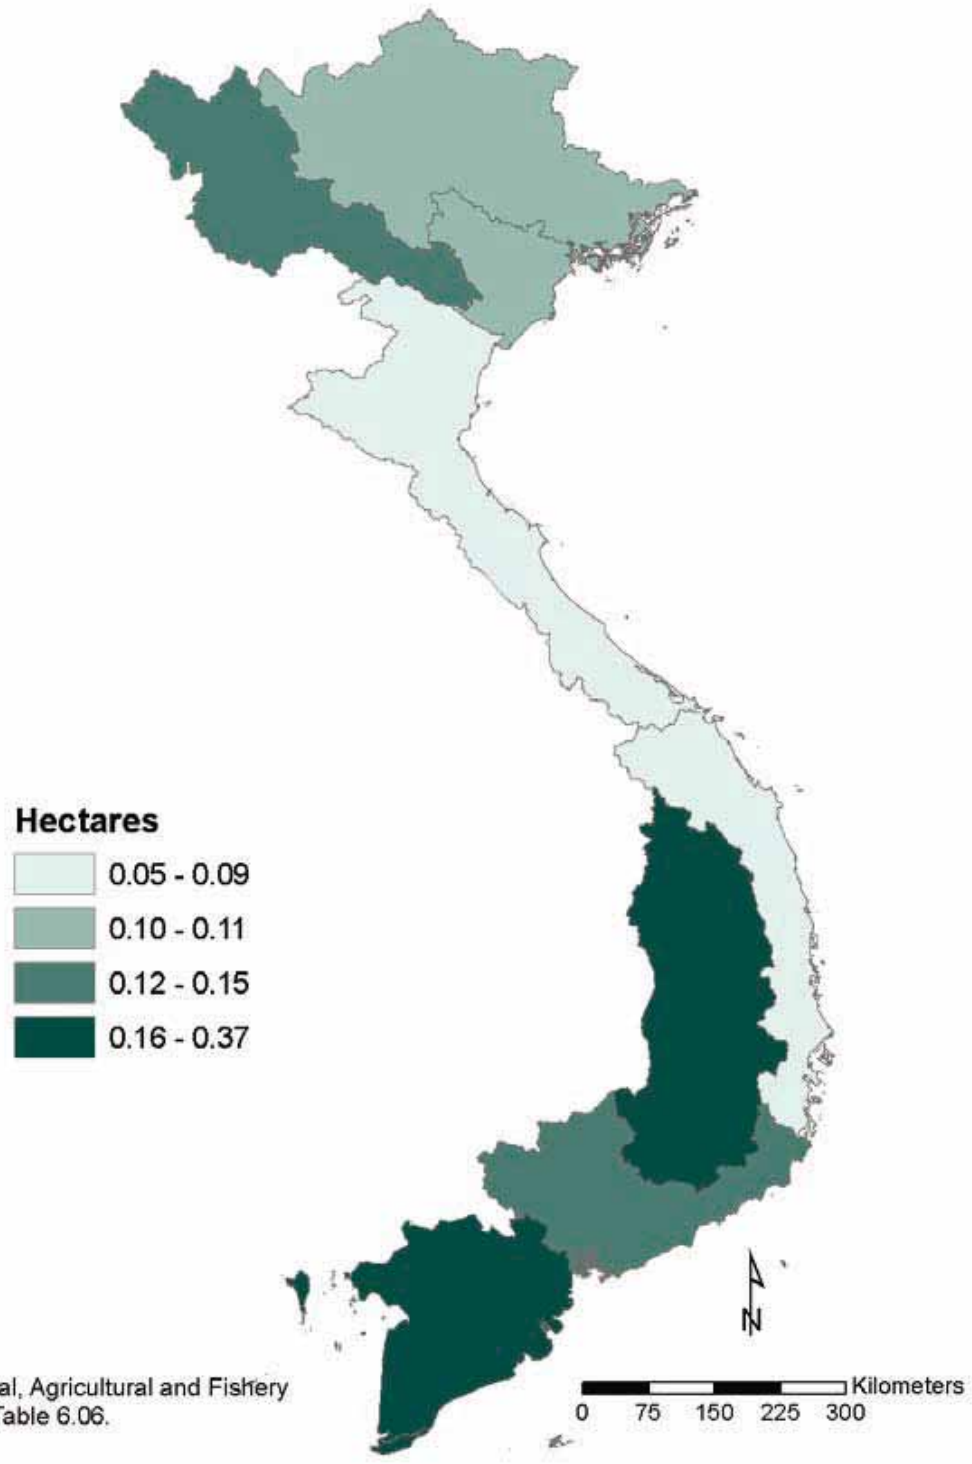 Hectares
0.05 - 0.09
0.10 - 0.11
0.12 - 0.15
0.16 - 0.37
N
al, Agricultural and Fishery
Table 6.06.
Kilometers
0 75 150 225 300